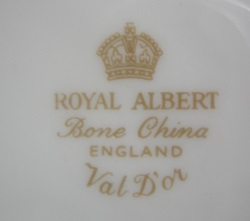 ROYAL ALBERT
Bone China
ENGLAND
Val D'or